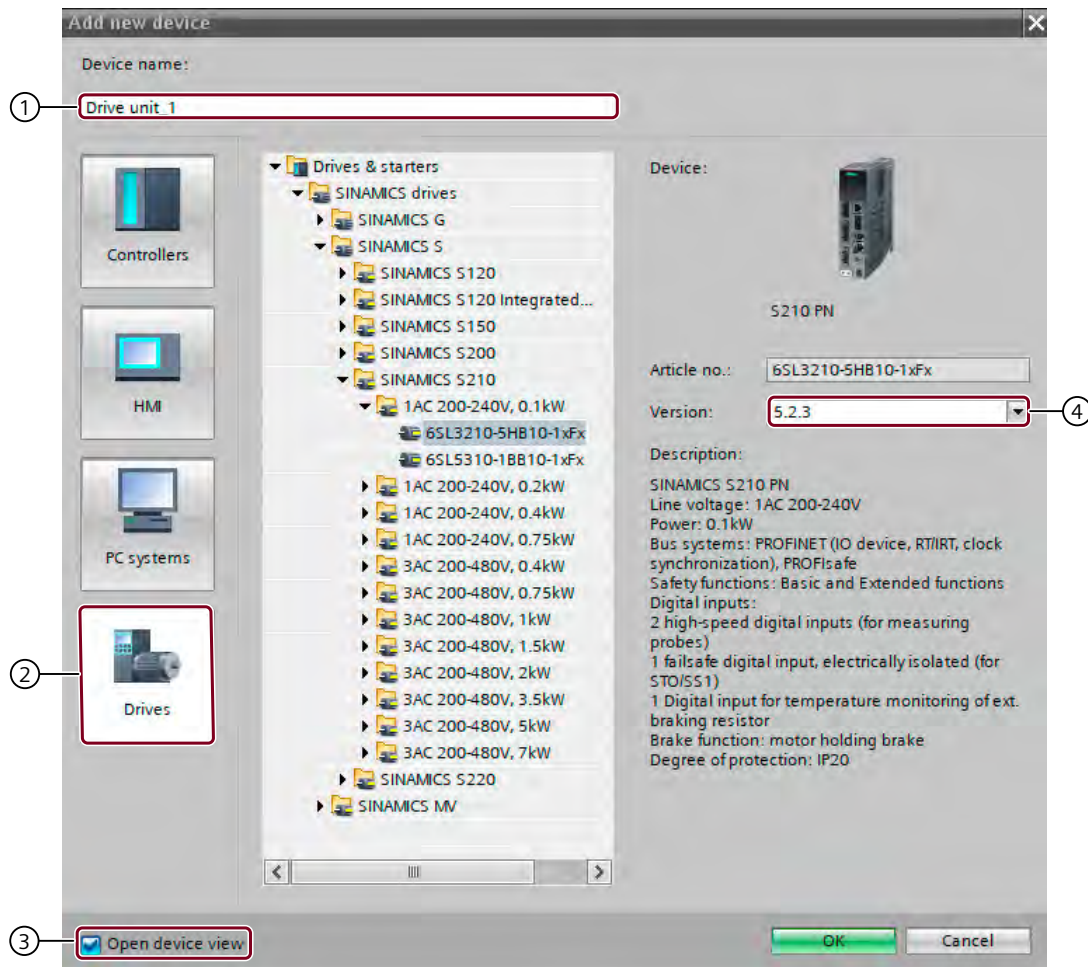 Add new device
Device name:
1
Drive unit_1
Controllers
HMI
PC systems
2
Drives
Drives & starters
SINAMICS drives
SINAMICS G
SINAMICS S
SINAMICS S120
SINAMICS S120 Integrated...
SINAMICS S150
SINAMICS S200
SINAMICS S210
1AC 200-240V, 0.1kW
6SL3210-5HB10-1xFx
6SL5310-1BB10-1xFx
1AC 200-240V, 0.2kW
1AC 200-240V, 0.4kW
1AC 200-240V, 0.75kW
3AC 200-480V, 0.4kW
3AC 200-480V, 0.75kW
3AC 200-480V, 1kW
3AC 200-480V, 1.5kW
3AC 200-480V, 2kW
3AC 200-480V, 3.5kW
3AC 200-480V, 5kW
3AC 200-480V, 7kW
SINAMICS S220
SINAMICS MV
Device:
S210 PN
Article no.: 6SL3210-5HB10-1xFx
Version: 5.2.3
4
Description:
SINAMICS S210 PN
Line voltage: 1AC 200-240V
Power: 0.1kW
Bus systems: PROFINET (IO device, RT/IRT, clock
synchronization), PROFIsafe
Safety functions: Basic and Extended functions
Digital inputs:
2 high-speed digital inputs (for measuring
probes)
1 failsafe digital input, electrically isolated (for
STO/SS1)
1 Digital input for temperature monitoring of ext.
braking resistor
Brake function: motor holding brake
Degree of protection: IP20
3
Open device view
OK
Cancel